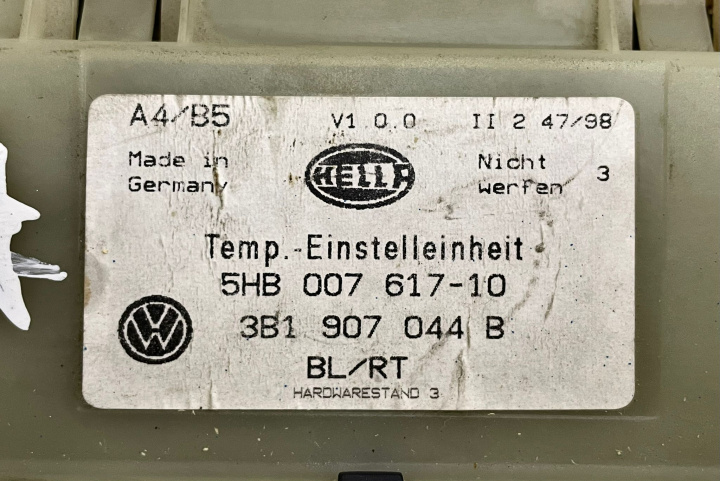 A4/B5 V1 0.0 II 2 47/98
Made in Germany
HELLA
Nicht werfen 3
Temp.-Einstelleinheit
5HB 007 617-10
VW
3B1 907 044 B
BL/RT
HARDWARESTAND 3